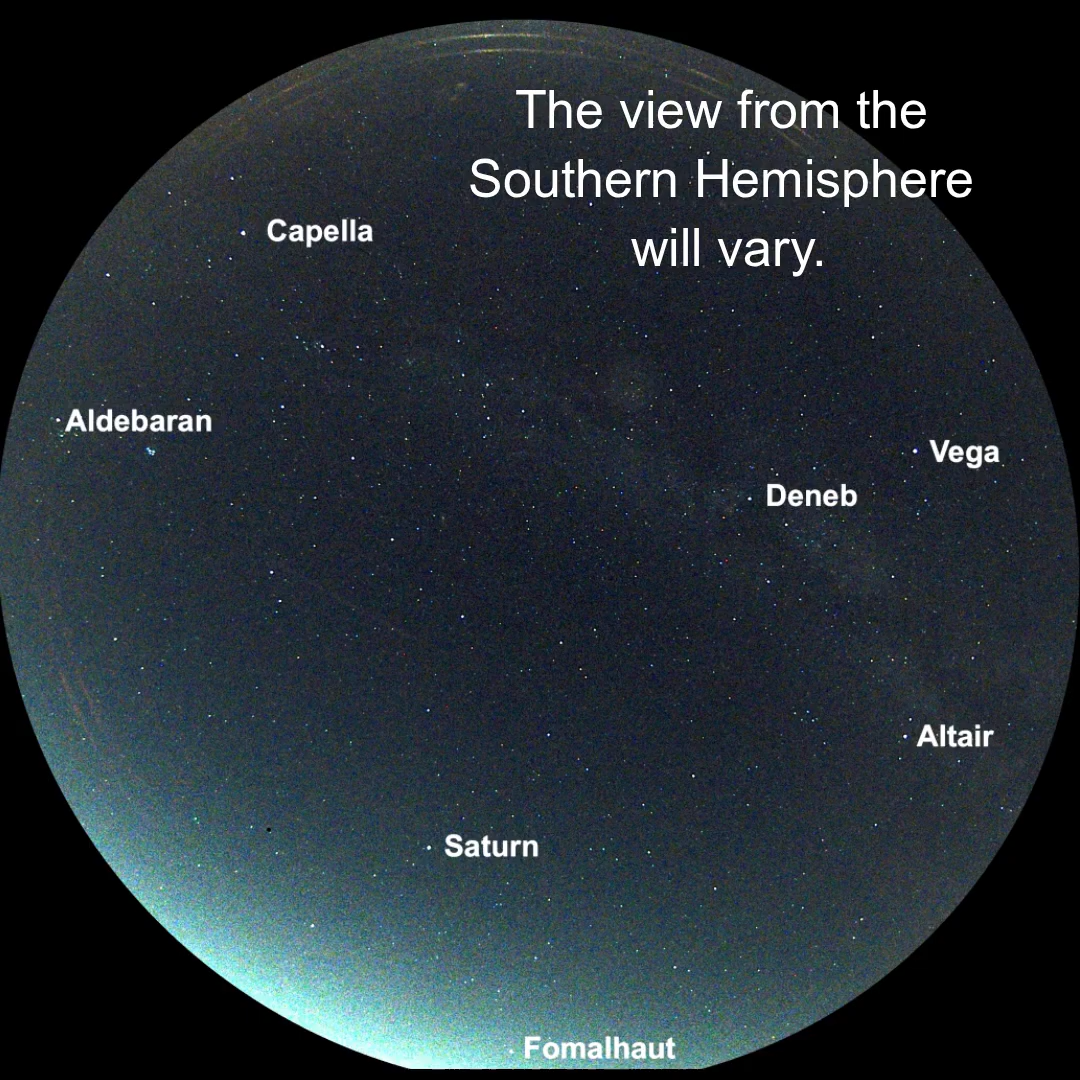 The view from the
Southern Hemisphere
will vary.
Capella
Aldebaran
Vega
Deneb
Altair
Saturn
Fomalhaut